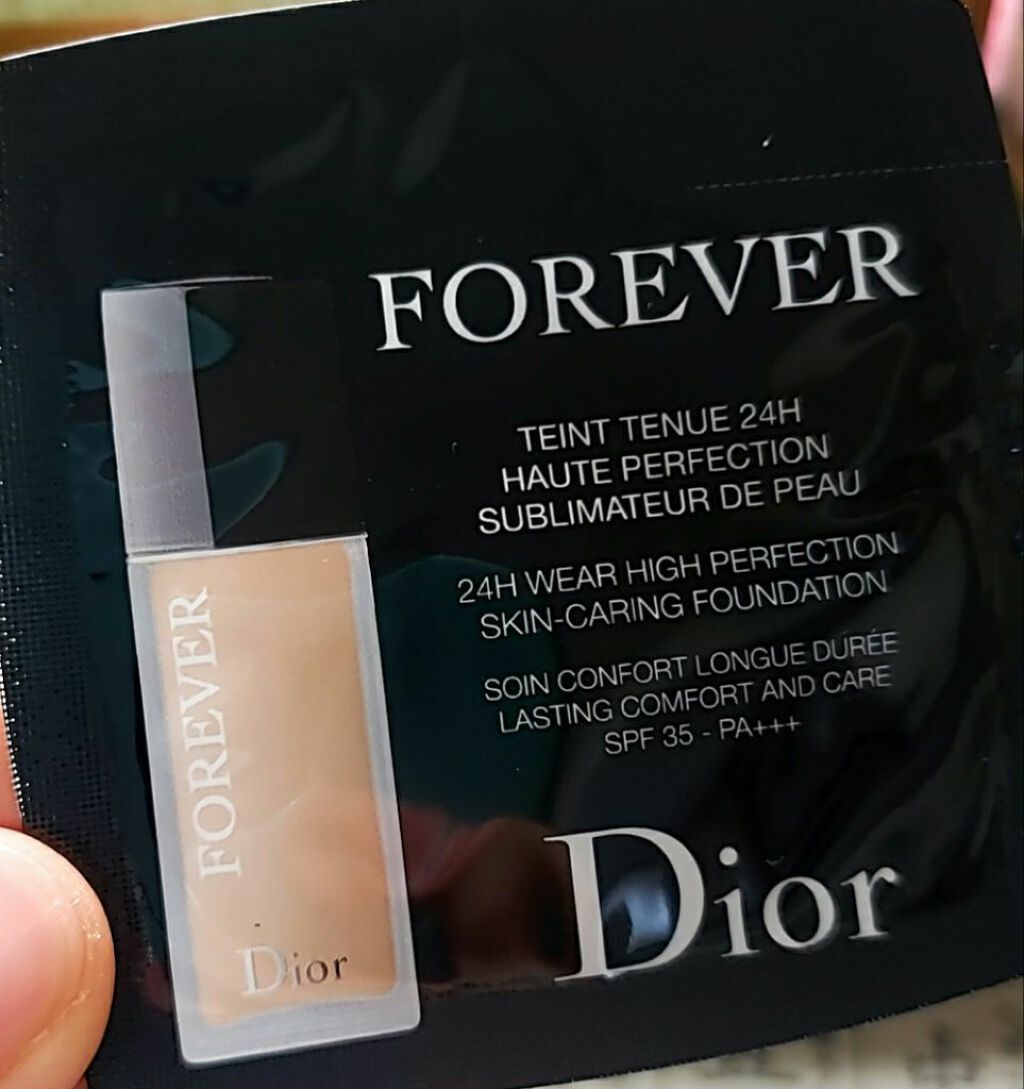 FOREVER
TEINT TENUE 24H
HAUTE PERFECTION
SUBLIMATEUR DE PEAU
24H WEAR HIGH PERFECTION
SKIN-CARING FOUNDATION
SOIN CONFORT LONGUE DURÉE
LASTING COMFORT AND CARE
SPF 35 - PA+++
Dior
FOREVER
Dior